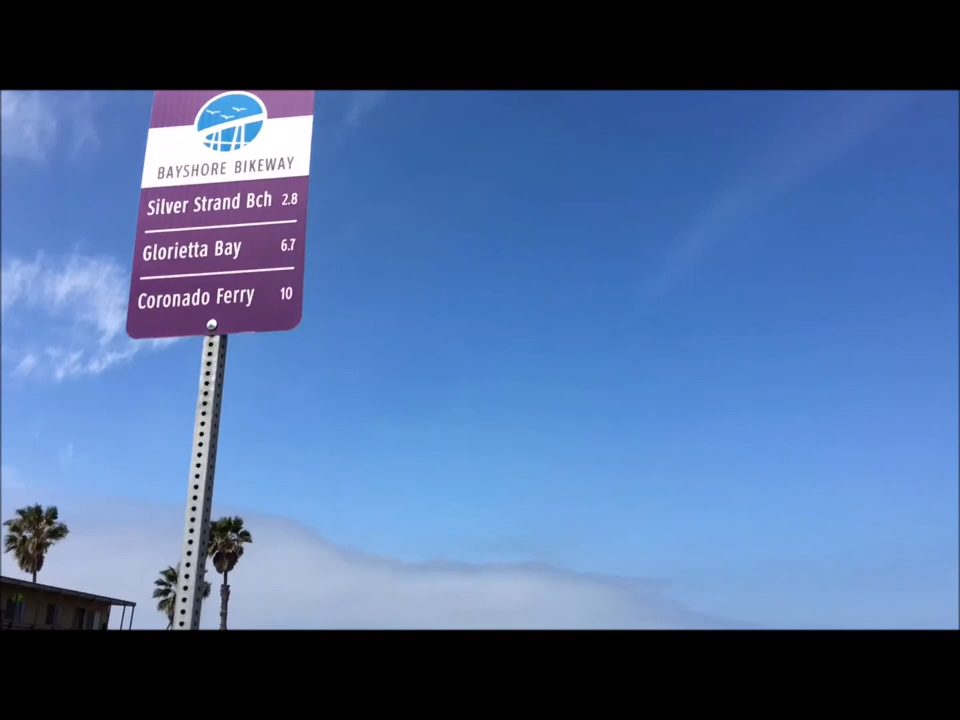 BAYSHORE BIKEWAY
Silver Strand Bch 2.8
Glorietta Bay 6.7
Coronado Ferry 10